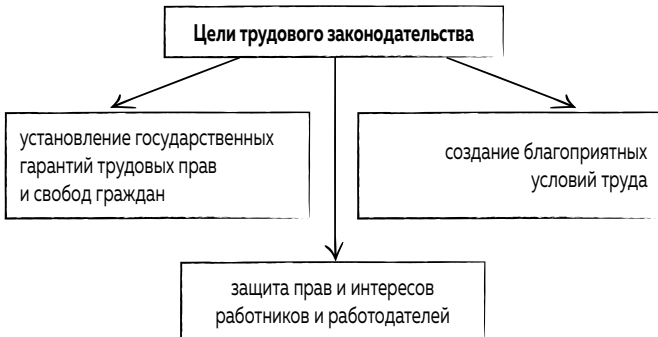 Цели трудового законодательства
установление государственных
гарантий трудовых прав
и свобод граждан
создание благоприятных
условий труда
защита прав и интересов
работников и работодателей